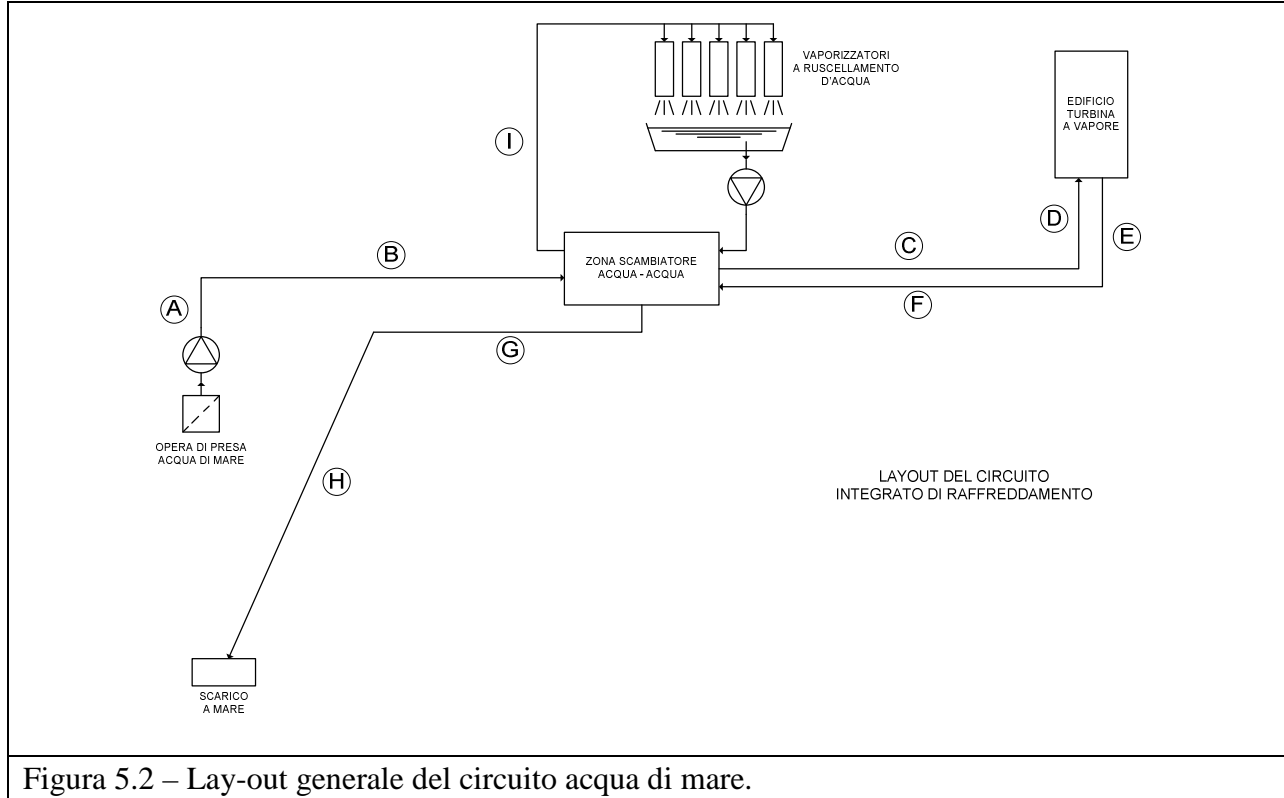 VAPORIZZATORI
A RUSCELLAMENTO
D'ACQUA
EDIFICIO
TURBINA
A VAPORE
I
D
E
B
C
ZONA SCAMBIATORE
ACQUA - ACQUA
A
F
G
OPERA DI PRESA
ACQUA DI MARE
H
LAYOUT DEL CIRCUITO
INTEGRATO DI RAFFREDDAMENTO
SCARICO
A MARE
Figura 5.2 – Lay-out generale del circuito acqua di mare.